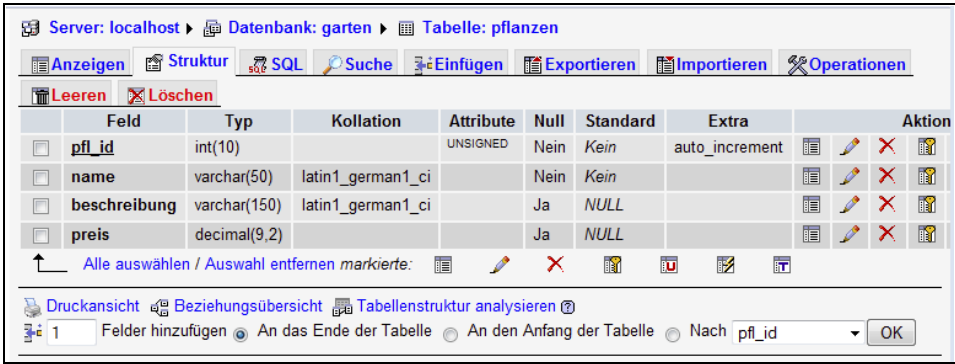 Server: localhost ▸ Datenbank: garten ▸ Tabelle: pflanzen
Anzeigen Struktur SQL Suche Einfügen Exportieren Importieren Operationen
Leeren Löschen
Feld Typ Kollation Attribute Null Standard Extra Aktion
pfl_id int(10) UNSIGNED Nein Kein auto_increment
name varchar(50) latin1_german1_ci Nein Kein
beschreibung varchar(150) latin1_german1_ci Ja NULL
preis decimal(9,2) Ja NULL
Alle auswählen / Auswahl entfernen markierte:
Druckansicht Beziehungsübersicht Tabellenstruktur analysieren
1 Felder hinzufügen An das Ende der Tabelle An den Anfang der Tabelle Nach pfl_id OK